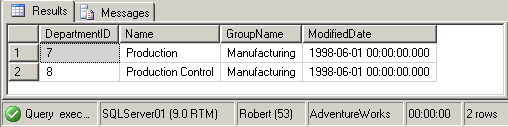 Results Messages
DepartmentID Name GroupName ModifiedDate
1 7 Production Manufacturing 1998-06-01 00:00:00.000
2 8 Production Control Manufacturing 1998-06-01 00:00:00.000
Query exec... SQLServer01 (9.0 RTM) Robert (53) AdventureWorks 00:00:00 2 rows